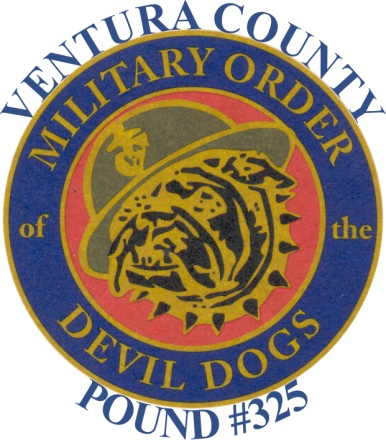 VENTURA COUNTY
MILITARY ORDER
of the
DEVIL DOGS
POUND #325